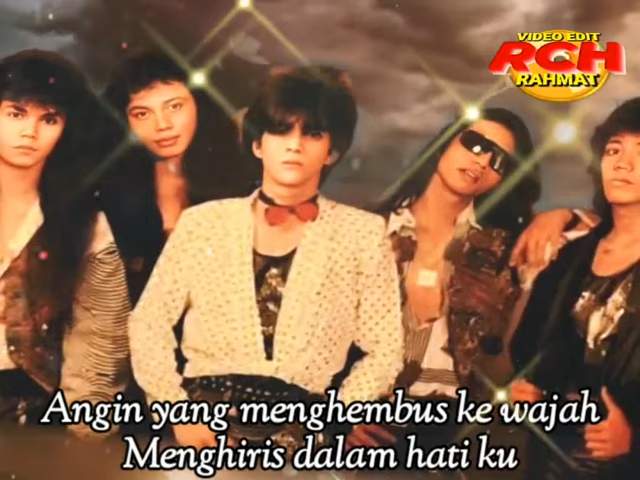 VIDEO EDIT
RCH
RAHMAT
Angin yang menghembus ke wajah
Menghiris dalam hati ku